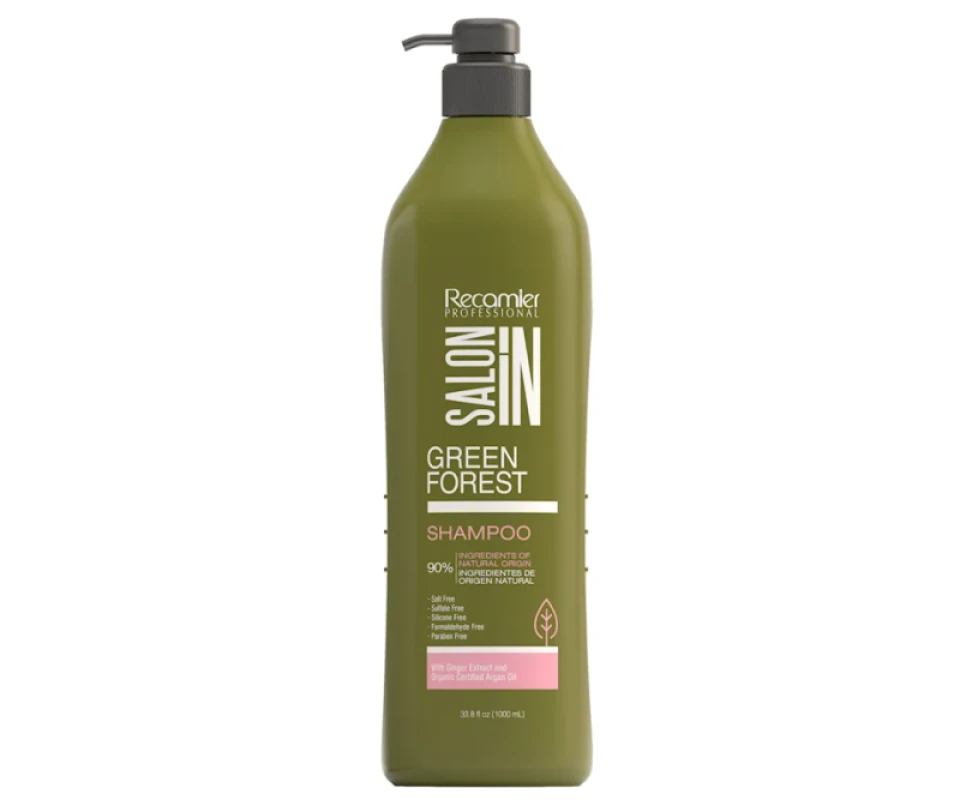 Recamier
PROFESSIONAL
SALON
IN
GREEN
FOREST
SHAMPOO
90%
INGREDIENTS OF
NATURAL ORIGIN
INGREDIENTES DE
ORIGEN NATURAL
- Salt Free
- Sulfate Free
- Silicone Free
- Formaldehyde Free
- Paraben Free
With Ginger Extract and
Organic Certified Argan Oil
33.8 fl oz (1000 mL)